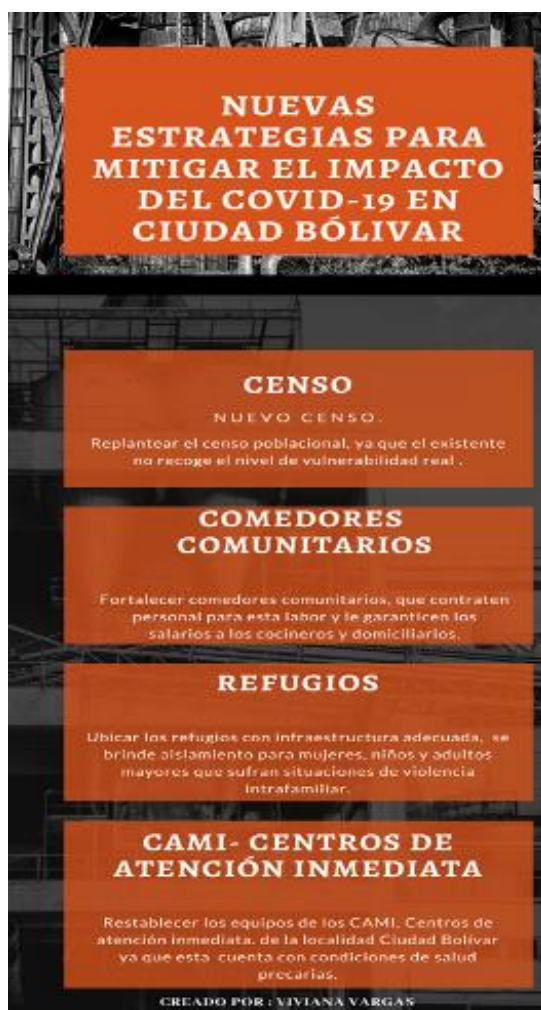 NUEVAS
ESTRATEGIAS PARA
MITIGAR EL IMPACTO
DEL COVID-19 EN
CIUDAD BÓLIVAR
CENSO
NUEVO CENSO.
Replantear el censo poblacional, ya que el existente
no recoge el nivel de vulnerabilidad real .
COMEDORES
COMUNITARIOS
Fortalecer comedores comunitarios, que contraten
personal para esta labor y le garanticen los
salarios a los cocineros y domiciliarios.
REFUGIOS
Ubicar los refugios con infraestructura adecuada, se
brinde aislamiento para mujeres, niños y adultos
mayores que sufran situaciones de violencia
intrafamiliar.
CAMI- CENTROS DE
ATENCIÓN INMEDIATA
Restablecer los equipos de los CAMI. Centros de
atención inmediata, de la localidad Ciudad Bolívar
ya que esta cuenta con condiciones de salud
precarias.
CREADO POR : VIVIANA VARGAS